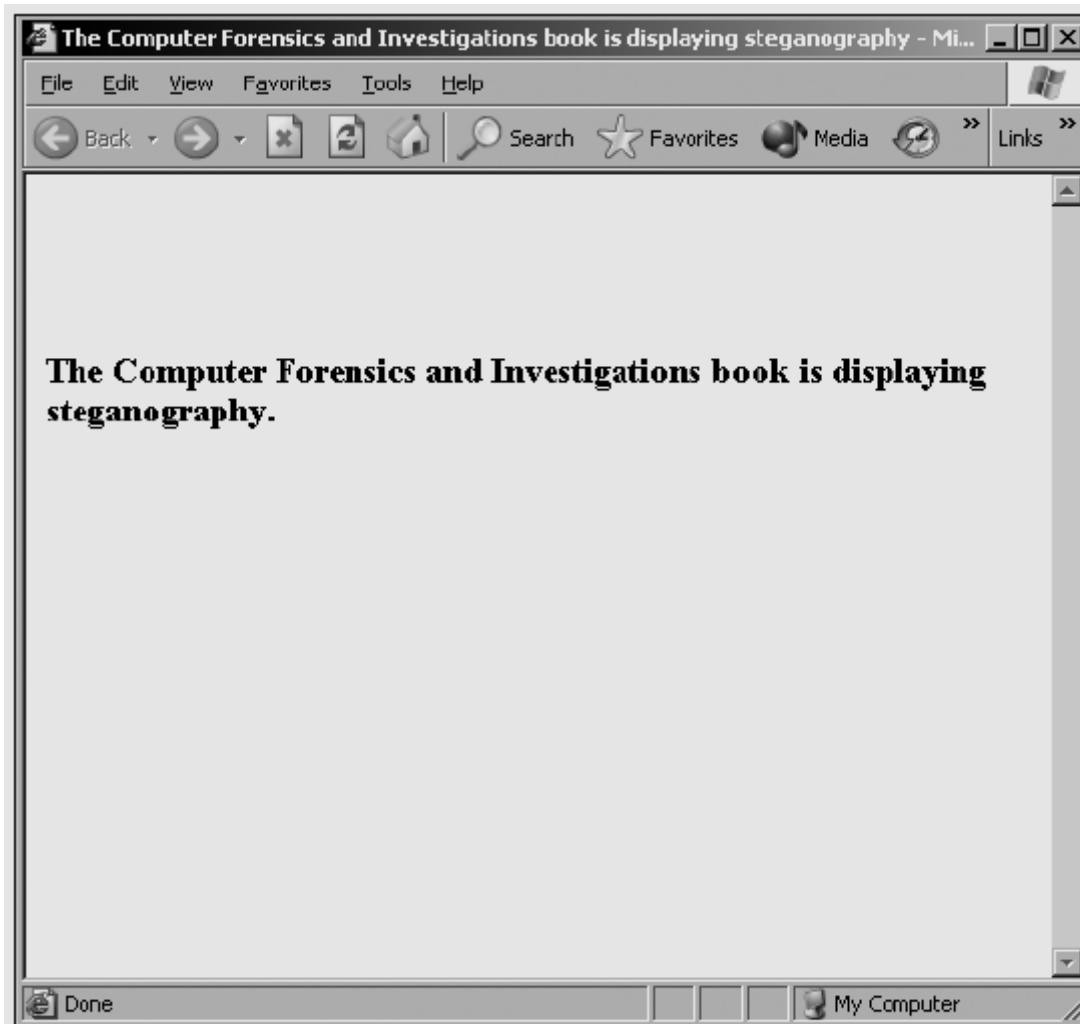 The Computer Forensics and Investigations book is displaying steganography - Mi...
File Edit View Favorites Tools Help
Back Search Favorites Media » Links »
The Computer Forensics and Investigations book is displaying
steganography.
Done My Computer